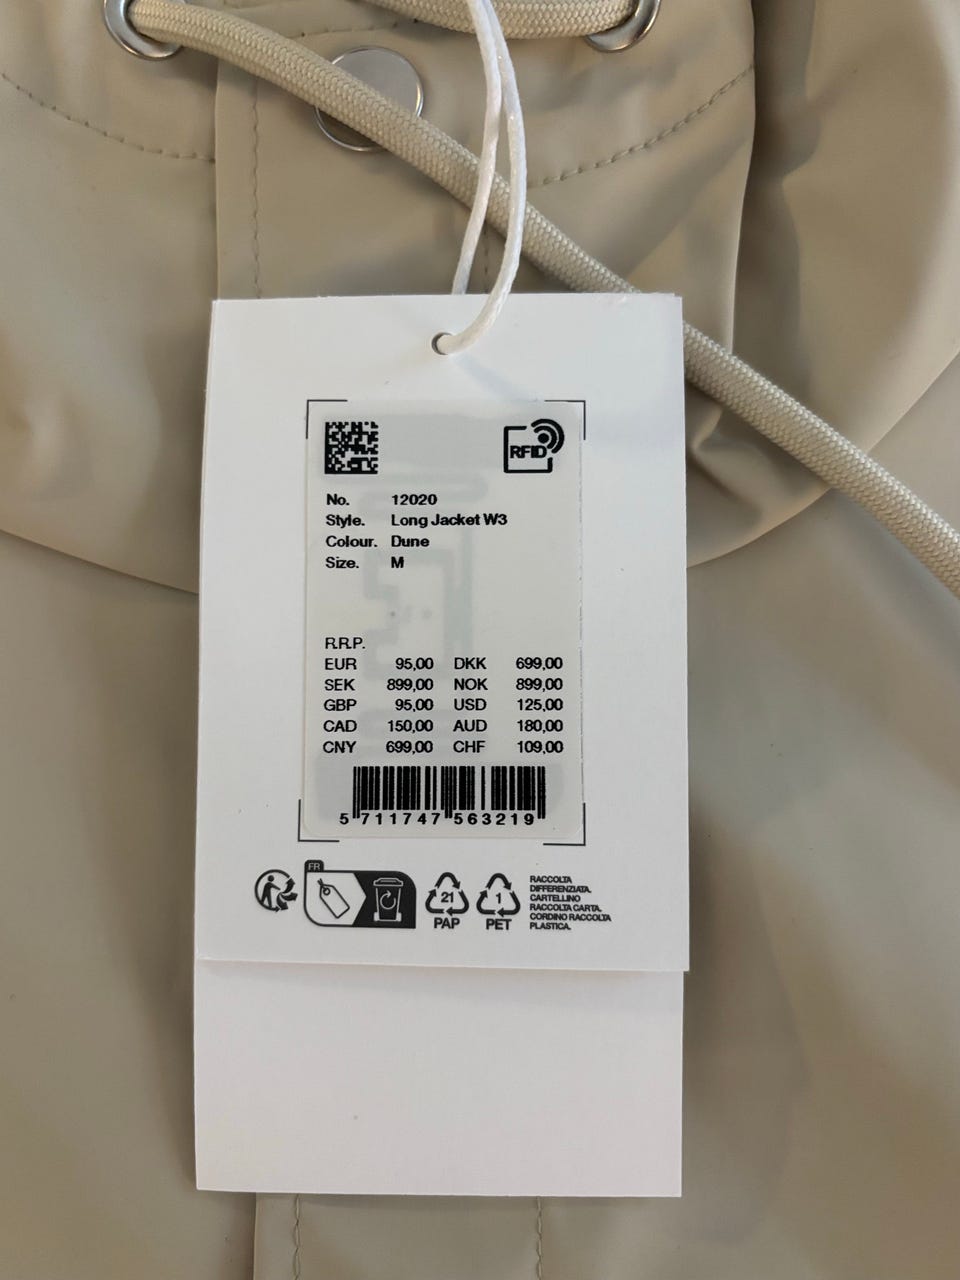 RFID
No. 12020
Style. Long Jacket W3
Colour. Dune
Size. M
R.R.P.
EUR 95,00 DKK 699,00
SEK 899,00 NOK 899,00
GBP 95,00 USD 125,00
CAD 150,00 AUD 180,00
CNY 699,00 CHF 109,00
5 711747 563219
FR
21
PAP
1
PET
RACCOLTA
DIFFERENZIATA.
CARTELLINO
RACCOLTA CARTA.
CORDINO RACCOLTA
PLASTICA.